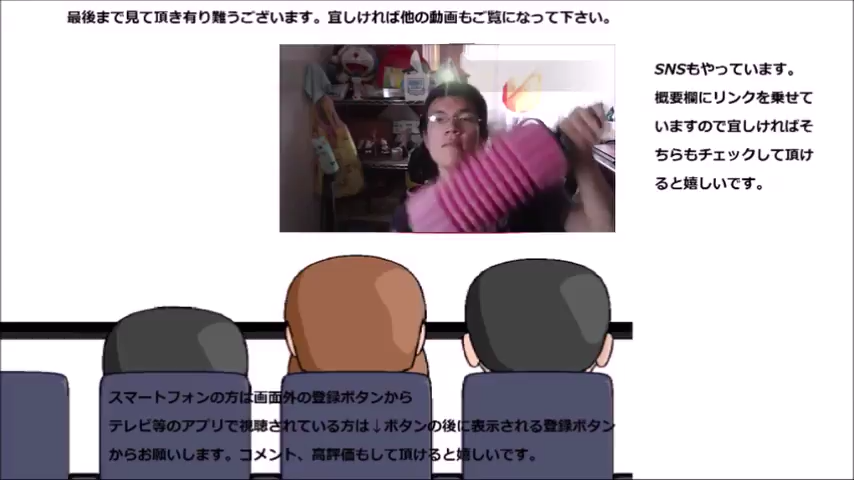 最後まで見て頂き有り難うございます。宜しければ他の動画もご覧になって下さい。
SNSもやっています。
概要欄にリンクを乗せて
いますので宜しければそ
ちらもチェックして頂け
ると嬉しいです。
スマートフォンの方は画面外の登録ボタンから
テレビ等のアプリで視聴されている方は↓ボタンの後に表示される登録ボタン
からお願いします。コメント、高評価もして頂けると嬉しいです。